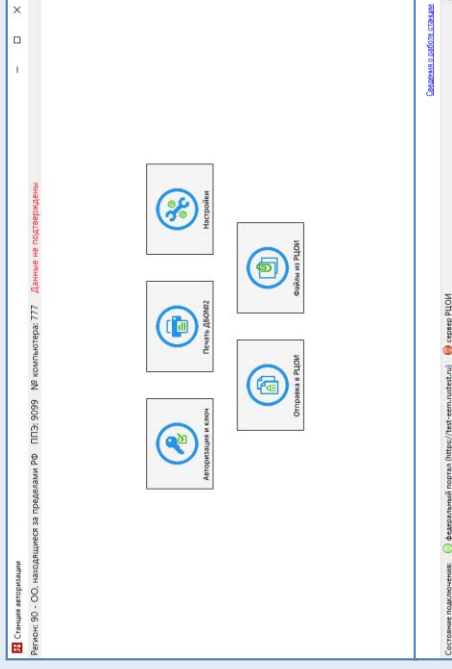 Станция авторизации
Регион: 90 - ОО, находящиеся за пределами РФ ППЭ: 9099 № компьютера: 777 Данные не подтверждены
Авторизация и ключ
Печать ДБО№2
Настройки
Отправка в РЦОИ
Файлы из РЦОИ
Сведения о работе станции
Состояние подключения: федеральный портал (https://test-eem.rustest.ru) сервер РЦОИ